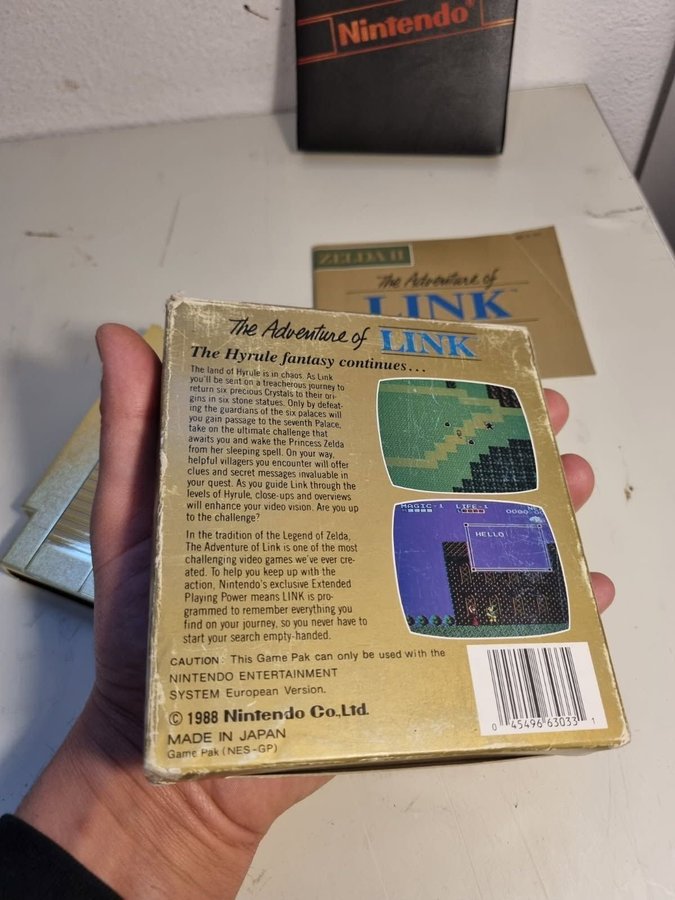 Nintendo®
ZELDA II
The Adventure of
LINK™
The Adventure of LINK
The Hyrule fantasy continues...
The land of Hyrule is in chaos. As Link
you'll be sent on a treacherous journey to
return six precious Crystals to their ori-
gins in six stone statues. Only by defeat-
ing the guardians of the six palaces will
you gain passage to the seventh Palace,
take on the ultimate challenge that
awaits you and wake the Princess Zelda
from her sleeping spell. On your way,
helpful villagers you encounter will offer
clues and secret messages invaluable in
your quest. As you guide Link through the
levels of Hyrule, close-ups and overviews
will enhance your video vision. Are you up
to the challenge?
In the tradition of the Legend of Zelda,
The Adventure of Link is one of the most
challenging video games we've ever cre-
ated. To help you keep up with the
action, Nintendo's exclusive Extended
Playing Power means LINK is pro-
grammed to remember everything you
find on your journey, so you never have to
start your search empty-handed.
MAGIC-1 LIFE-1
HELLO
CAUTION: This Game Pak can only be used with the
NINTENDO ENTERTAINMENT
SYSTEM European Version.
© 1988 Nintendo Co.,Ltd.
MADE IN JAPAN
Game Pak (NES-GP)
0 45496 63033 1